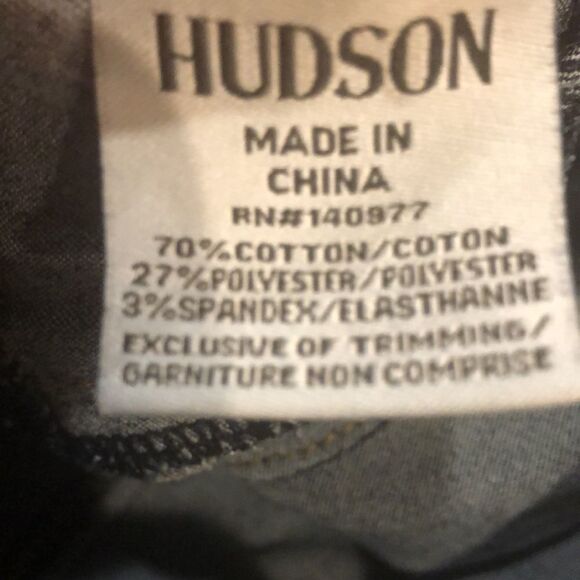 HUDSON
MADE IN
CHINA
RN#140977
70%COTTON/COTON
27%POLYESTER/POLYESTER
3%SPANDEX/ELASTHANNE
EXCLUSIVE OF TRIMMING/
GARNITURE NON COMPRISE